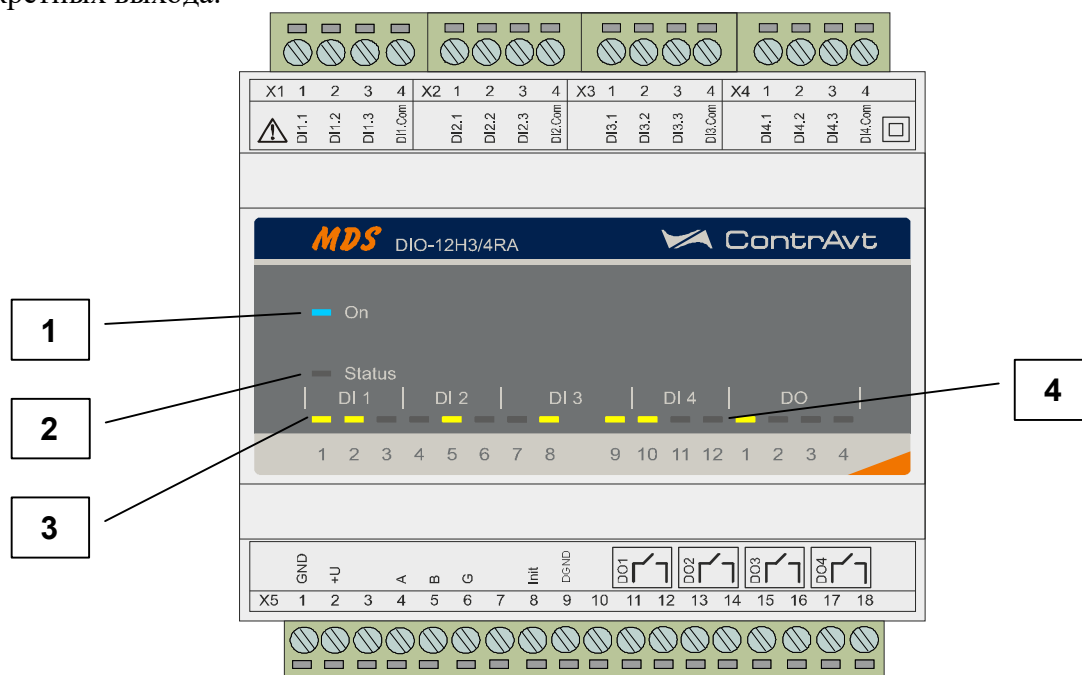 кретных выхода.
X1 1 2 3 4 X2 1 2 3 4 X3 1 2 3 4 X4 1 2 3 4
DI1.1 DI1.2 DI1.3 DI1.Com DI2.1 DI2.2 DI2.3 DI2.Com DI3.1 DI3.2 DI3.3 DI3.Com DI4.1 DI4.2 DI4.3 DI4.Com
MDS DIO-12H3/4RA ContrAvt
1
On
2
Status
4
DI 1 DI 2 DI 3 DI 4 DO
3
1 2 3 4 5 6 7 8 9 10 11 12 1 2 3 4
GND +U A B G Init DGND DO1 DO2 DO3 DO4
X5 1 2 3 4 5 6 7 8 9 10 11 12 13 14 15 16 17 18